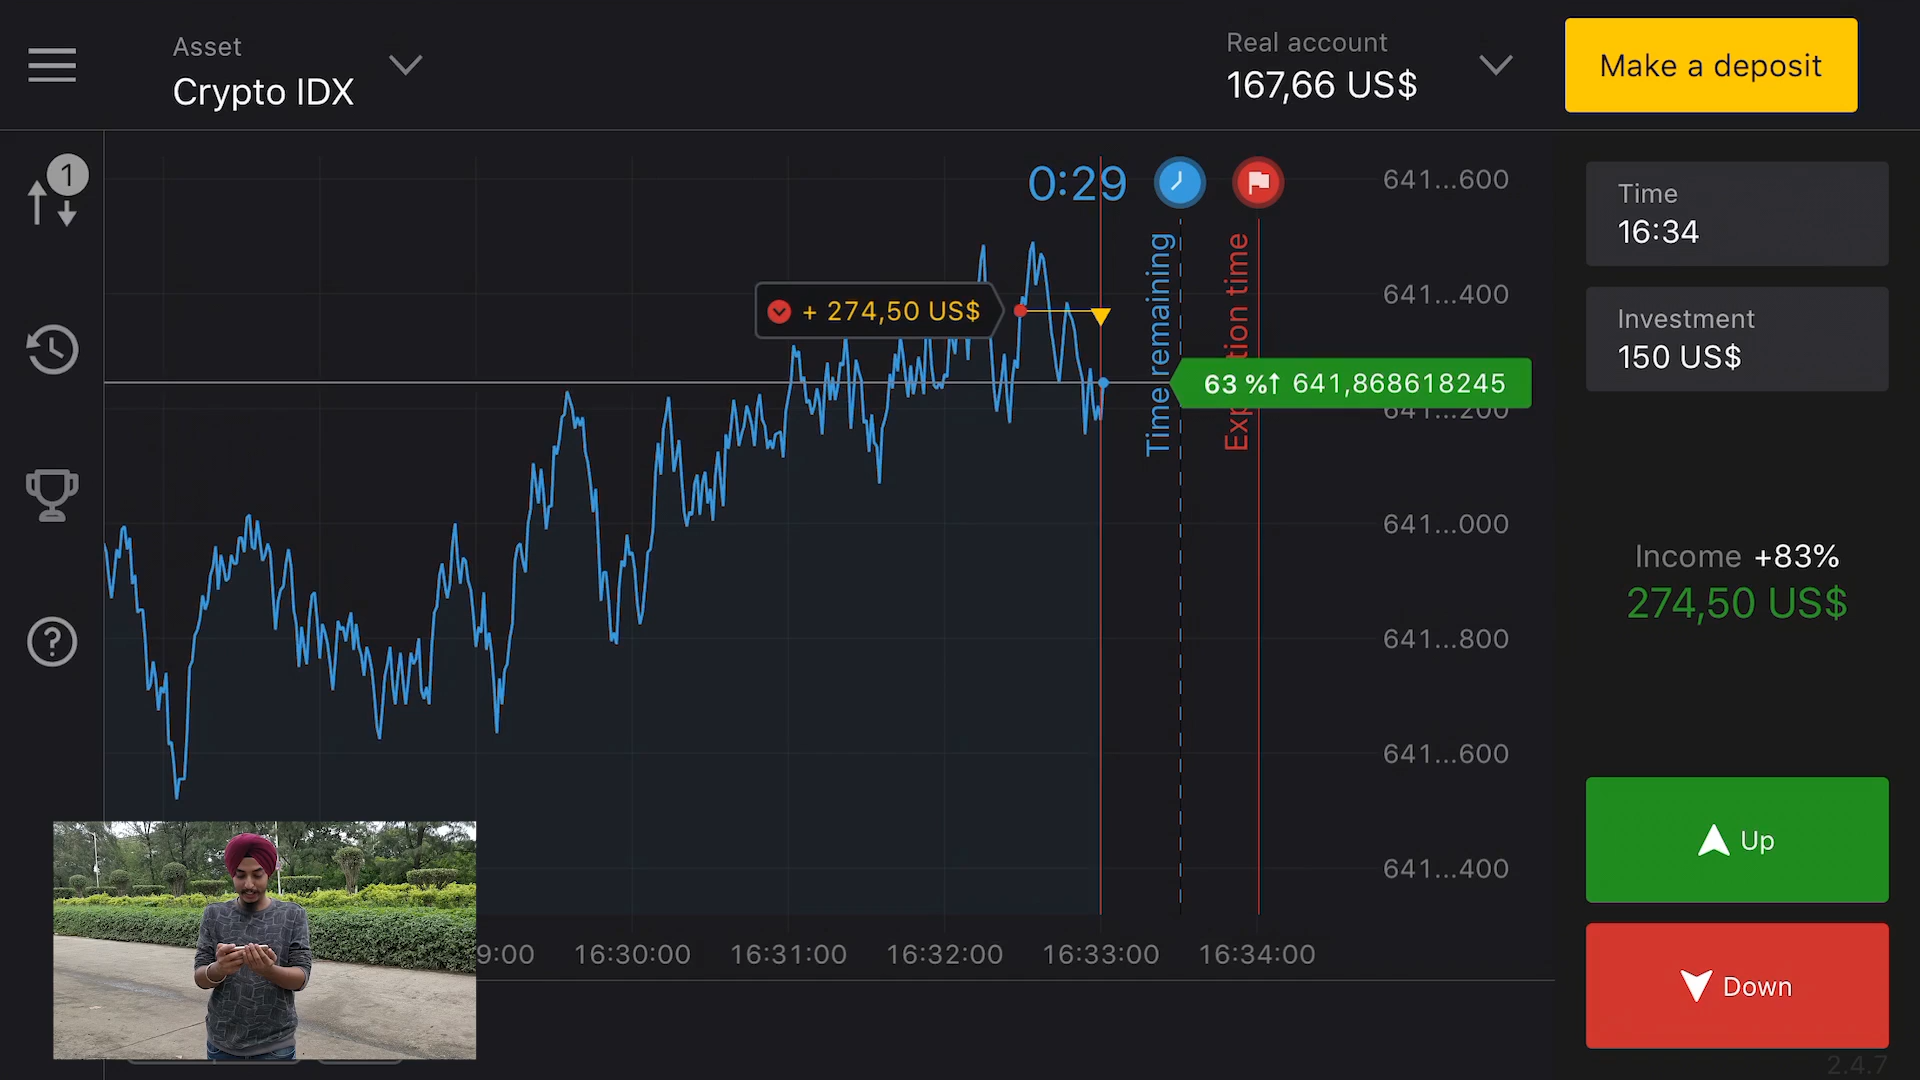 Asset
Crypto IDX
Real account
167,66 US$
Make a deposit
1
0:29
641...600
Time
16:34
641...400
Investment
150 US$
+ 274,50 US$
Time remaining
Expiration time
63 %↑ 641,868618245
641...200
641...000
Income +83%
274,50 US$
641...800
641...600
Up
641...400
9:00
16:30:00
16:31:00
16:32:00
16:33:00
16:34:00
Down
2.4.7